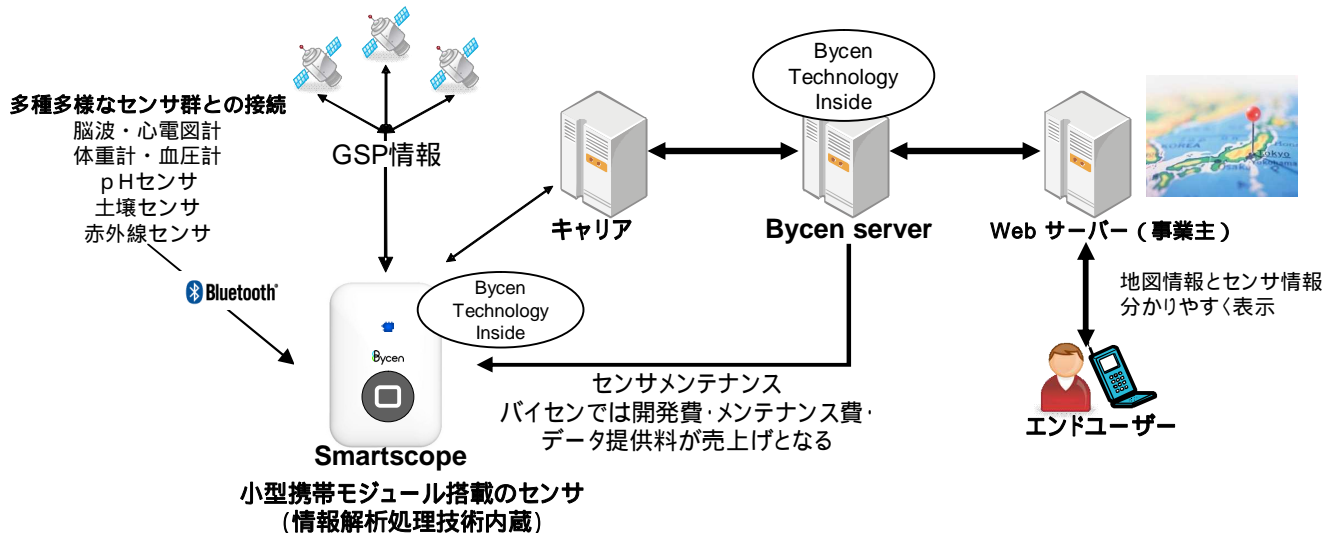 多種多様なセンサ群との接続
脳波・心電図計
体重計・血圧計
ｐＨセンサ
土壌センサ
赤外線センサ
Bluetooth
GSP情報
キャリア
Bycen
Technology
Inside
Bycen server
Web サーバー（事業主）
KOREA
Tokyo
Yokohama
地図情報とセンサ情報
分かりやすく表示
エンドユーザー
Bycen
Technology
Inside
Bycen
Smartscope
小型携帯モジュール搭載のセンサ
(情報解析処理技術内蔵)
センサメンテナンス
バイセンでは開発費・メンテナンス費・
データ提供料が売上げとなる